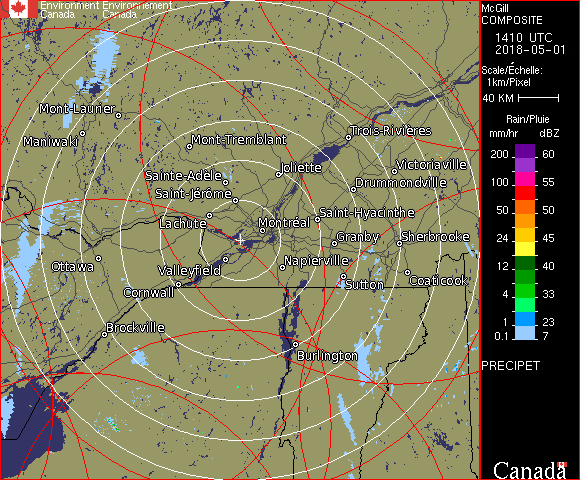 Environment Environnement
Canada Canada
McGill
COMPOSITE
1410 UTC
2018-05-01
Scale/Échelle:
1km/Pixel
40 KM
Rain/Pluie
mm/hr dBZ
200 60
100 55
50 50
24 45
12 40
4 33
1 23
0.1 7
PRECIPET
Canada
Mont-Laurier
Maniwaki
Mont-Tremblant
Trois-Rivières
Joliette
Victoriaville
Sainte-Adèle
Drummondville
Saint-Jérôme
Lachute
Saint-Hyacinthe
Montréal
Granby
Sherbrooke
Ottawa
Valleyfield
Napierville
Coaticook
Cornwall
Sutton
Brockville
Burlington